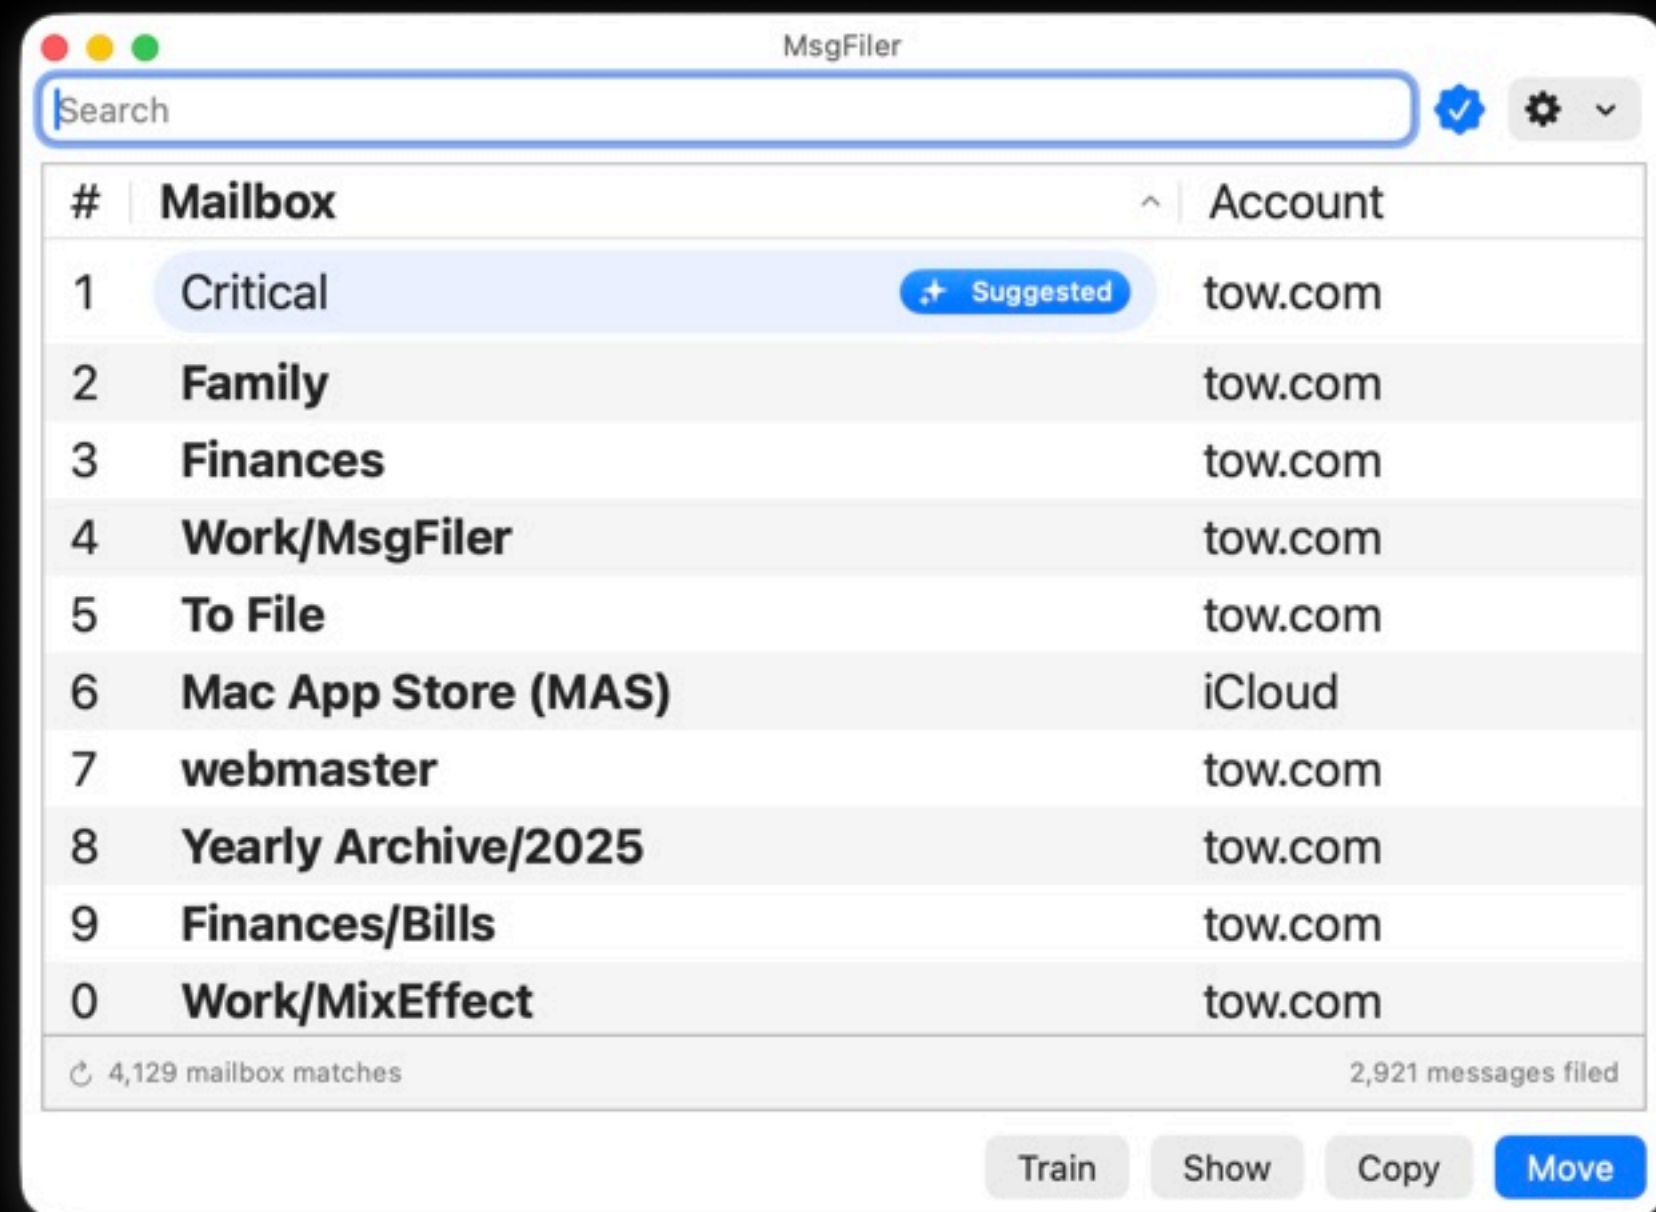 MsgFiler
Search
# Mailbox Account
1 Critical Suggested tow.com
2 Family tow.com
3 Finances tow.com
4 Work/MsgFiler tow.com
5 To File tow.com
6 Mac App Store (MAS) iCloud
7 webmaster tow.com
8 Yearly Archive/2025 tow.com
9 Finances/Bills tow.com
0 Work/MixEffect tow.com
4,129 mailbox matches 2,921 messages filed
Train Show Copy Move